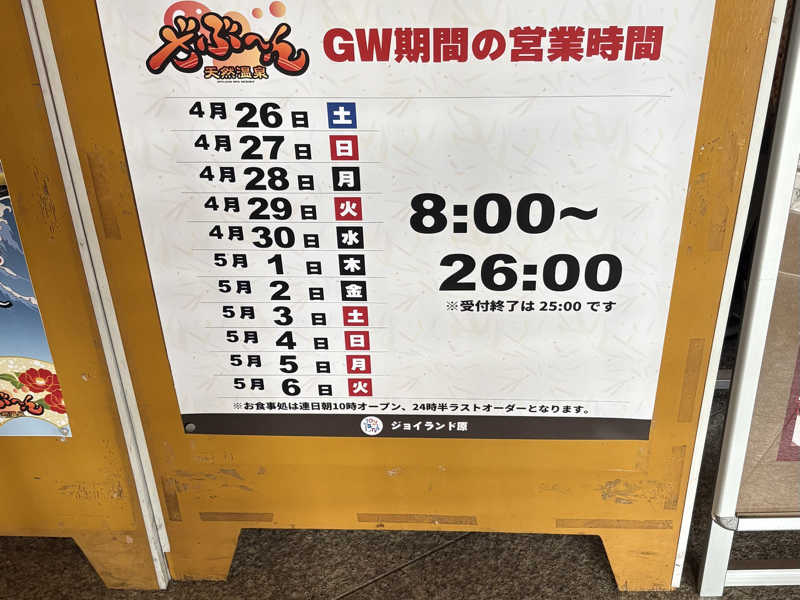 ざぶ〜ん
天然温泉
GW期間の営業時間
4月26日 土
4月27日 日
4月28日 月
4月29日 火
4月30日 水
5月 1日 木
5月 2日 金
5月 3日 土
5月 4日 日
5月 5日 月
5月 6日 火
8:00~
26:00
※受付終了は 25:00 です
※お食事処は連日朝10時オープン、24時半ラストオーダーとなります。
ジョイランド原
ざぶ〜ん